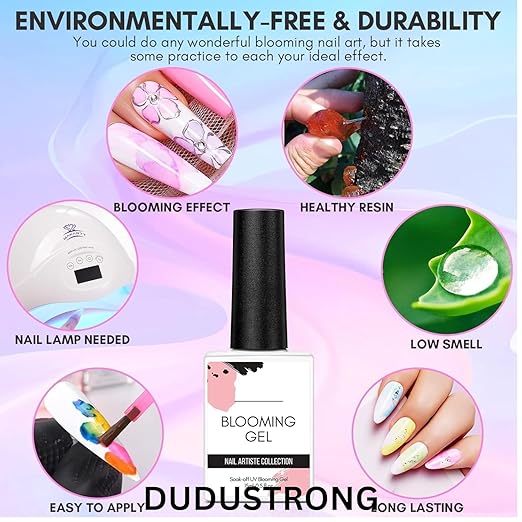 ENVIRONMENTALLY-FREE & DURABILITY
You could do any wonderful blooming nail art, but it takes
some practice to each your ideal effect.
BLOOMING EFFECT
HEALTHY RESIN
NAIL LAMP NEEDED
LOW SMELL
BLOOMING
GEL
NAIL ARTISTE COLLECTION
Soak-off UV Blooming Gel
EASY TO APPLY
DUDUSTRONG
LONG LASTING